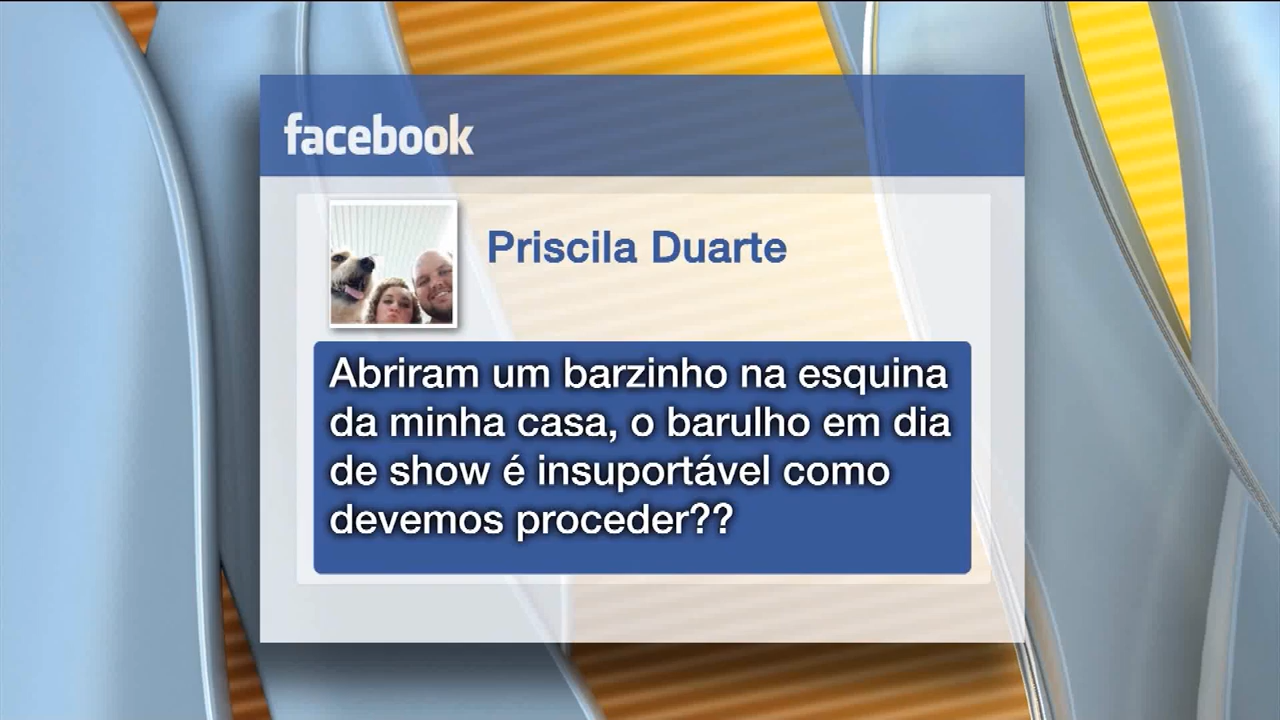 facebook
Priscila Duarte
Abriram um barzinho na esquina
da minha casa, o barulho em dia
de show é insuportável como
devemos proceder??